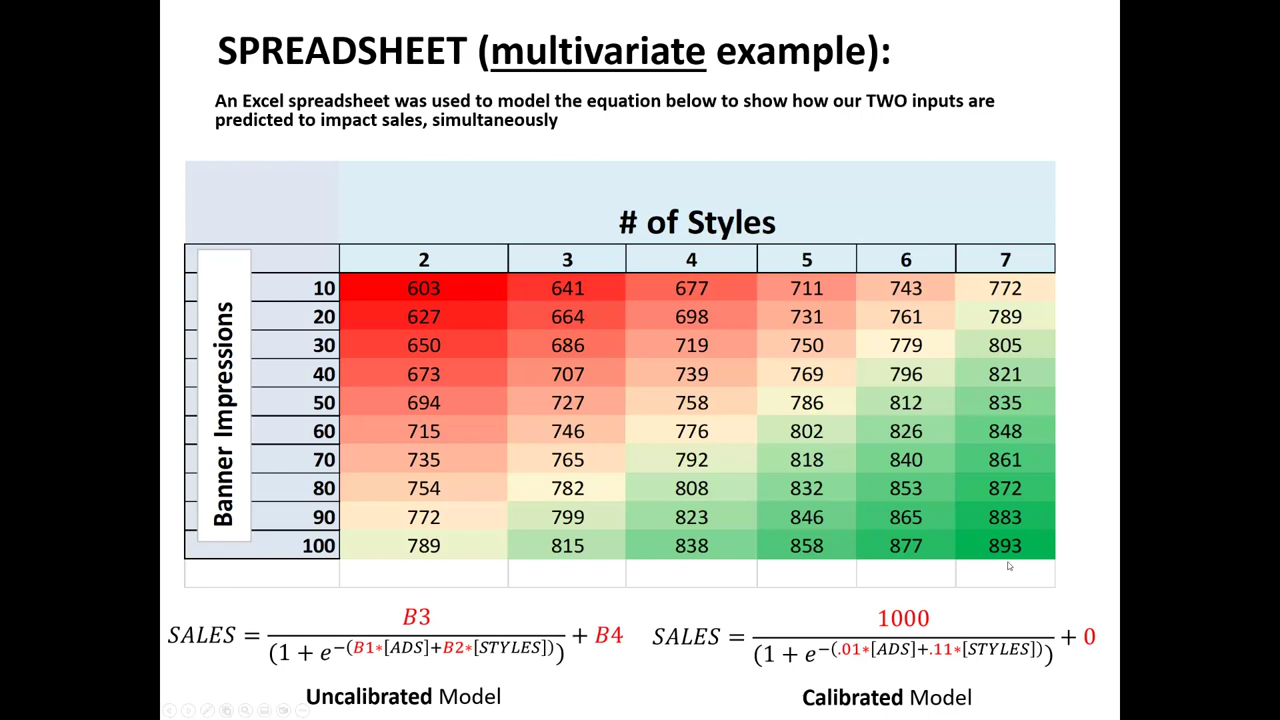 SPREADSHEET (multivariate example):
An Excel spreadsheet was used to model the equation below to show how our TWO inputs are
predicted to impact sales, simultaneously
# of Styles
2 3 4 5 6 7
Banner Impressions
10 603 641 677 711 743 772
20 627 664 698 731 761 789
30 650 686 719 750 779 805
40 673 707 739 769 796 821
50 694 727 758 786 812 835
60 715 746 776 802 826 848
70 735 765 792 818 840 861
80 754 782 808 832 853 872
90 772 799 823 846 865 883
100 789 815 838 858 877 893
SALES = B3 / (1 + e^−(B1*[ADS]+B2*[STYLES])) + B4
SALES = 1000 / (1 + e^−(.01*[ADS]+.11*[STYLES])) + 0
Uncalibrated Model
Calibrated Model